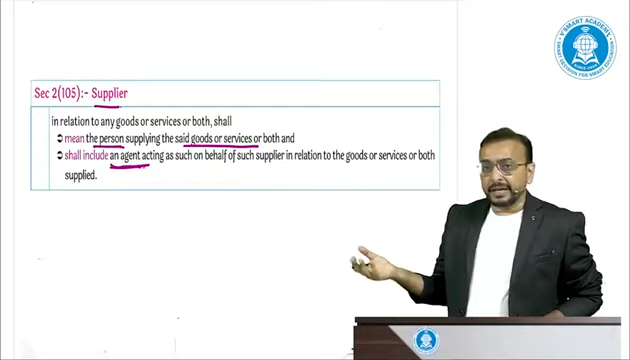 V'SMART ACADEMY
Sec 2(105):- Supplier
in relation to any goods or services or both, shall
➲ mean the person supplying the said goods or services or both and
➲ shall include an agent acting as such on behalf of such supplier in relation to the goods or services or both
supplied.